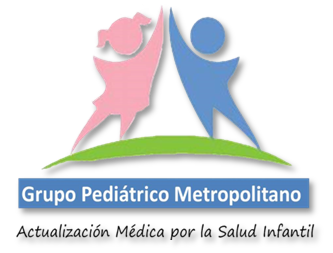 Grupo Pediátrico Metropolitano
Actualización Médica por la Salud Infantil